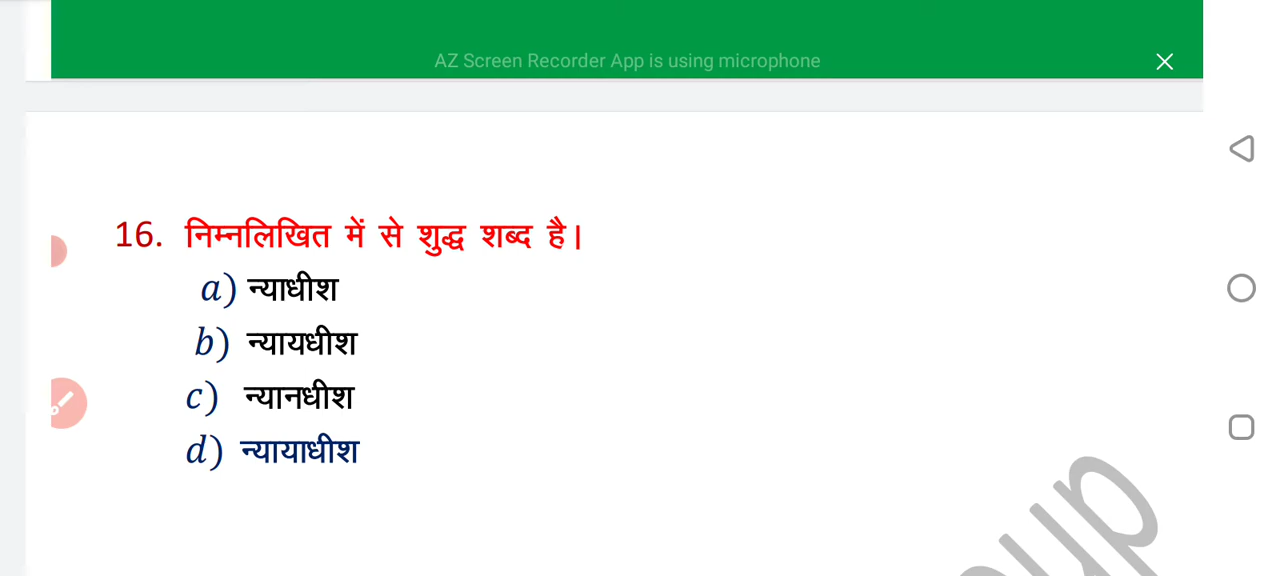 AZ Screen Recorder App is using microphone
16. निम्नलिखित में से शुद्ध शब्द है।
a) न्याधीश
b) न्यायधीश
c) न्यानधीश
d) न्यायाधीश